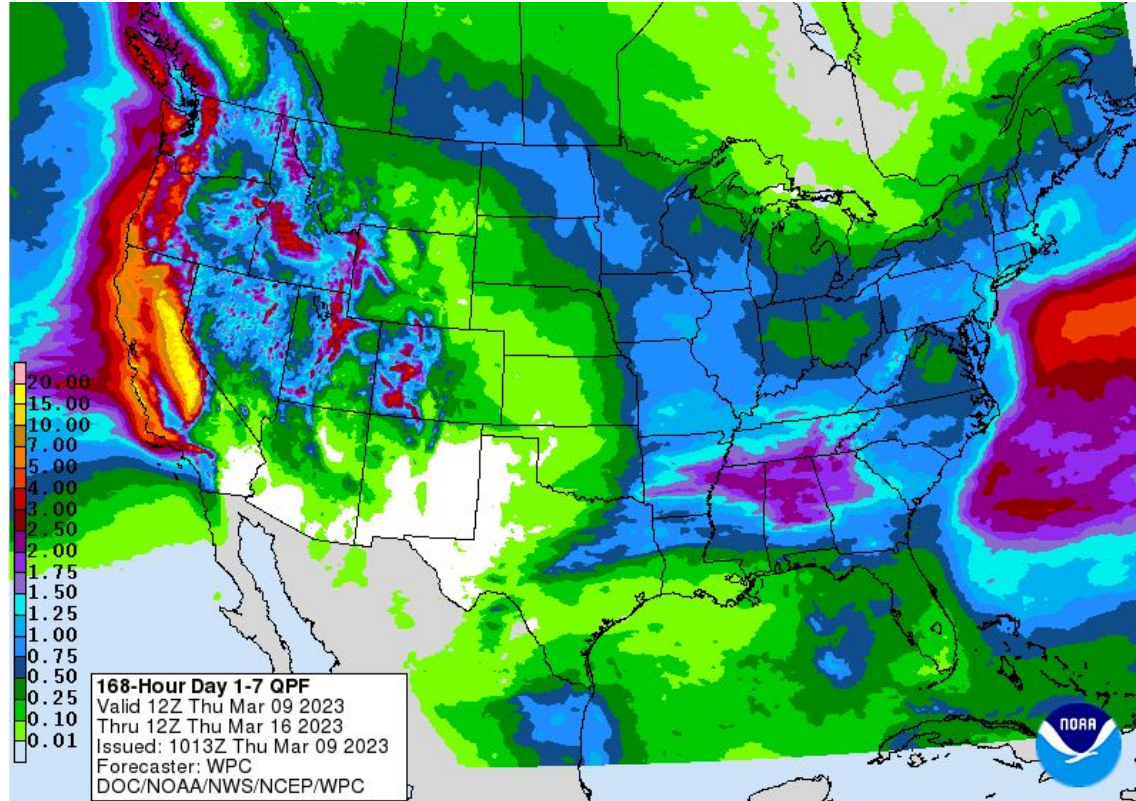 20.00
15.00
10.00
7.00
5.00
4.00
3.00
2.50
2.00
1.75
1.50
1.25
1.00
0.75
0.50
0.25
0.10
0.01
168-Hour Day 1-7 QPF
Valid 12Z Thu Mar 09 2023
Thru 12Z Thu Mar 16 2023
Issued: 1013Z Thu Mar 09 2023
Forecaster: WPC
DOC/NOAA/NWS/NCEP/WPC
NOAA